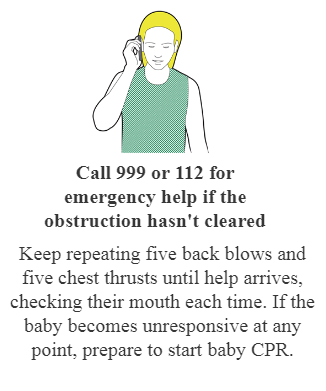 Call 999 or 112 for
emergency help if the
obstruction hasn't cleared
Keep repeating five back blows and
five chest thrusts until help arrives,
checking their mouth each time. If the
baby becomes unresponsive at any
point, prepare to start baby CPR.